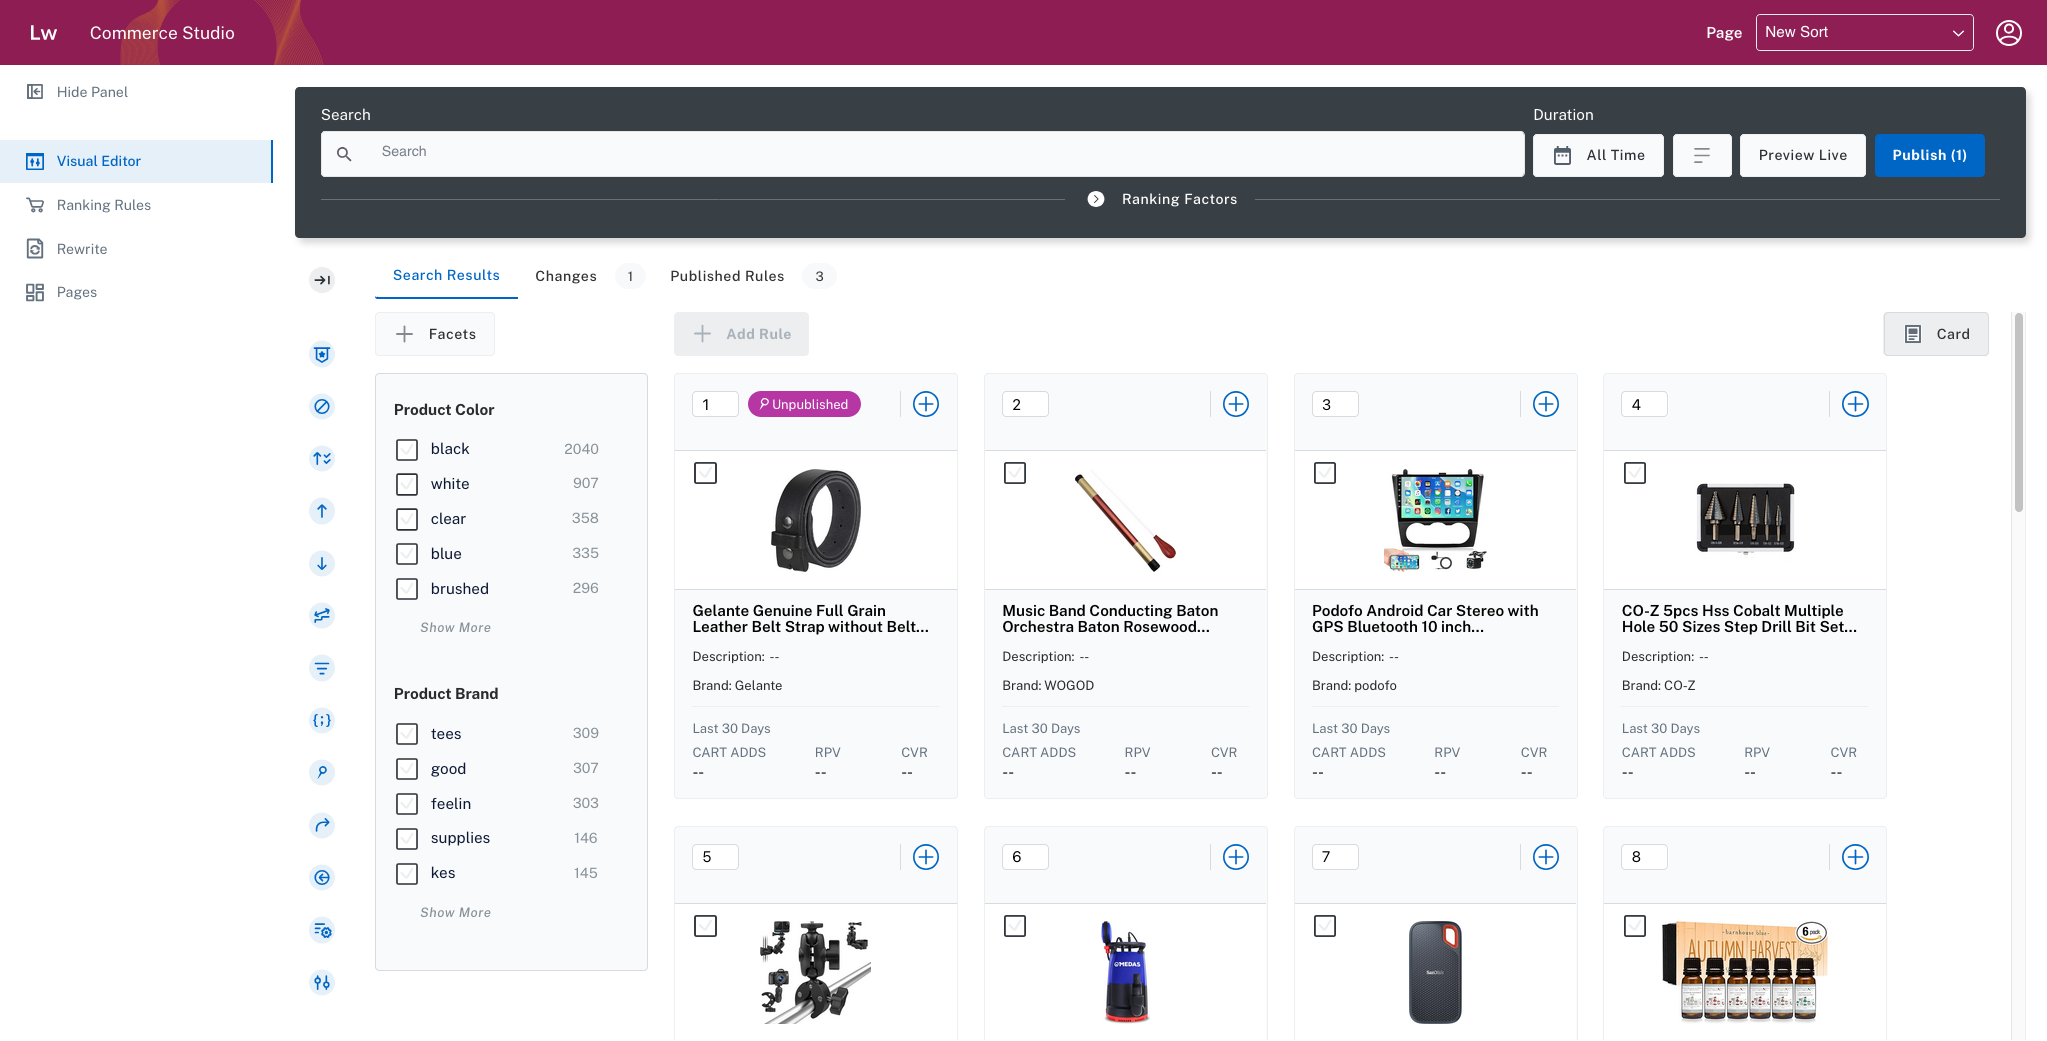 Lw
Commerce Studio
Page
New Sort
Hide Panel
Visual Editor
Ranking Rules
Rewrite
Pages
Search
Search
Duration
All Time
Preview Live
Publish (1)
Ranking Factors
Search Results
Changes 1
Published Rules 3
Facets
Add Rule
Card
Product Color
black 2040
white 907
clear 358
blue 335
brushed 296
Show More
Product Brand
tees 309
good 307
feelin 303
supplies 146
kes 145
Show More
1
Unpublished
Gelante Genuine Full Grain
Leather Belt Strap without Belt...
Description: --
Brand: Gelante
Last 30 Days
CART ADDS RPV CVR
-- -- --
2
Music Band Conducting Baton
Orchestra Baton Rosewood...
Description: --
Brand: WOGOD
Last 30 Days
CART ADDS RPV CVR
-- -- --
3
Podofo Android Car Stereo with
GPS Bluetooth 10 inch...
Description: --
Brand: podofo
Last 30 Days
CART ADDS RPV CVR
-- -- --
4
CO-Z 5pcs Hss Cobalt Multiple
Hole 50 Sizes Step Drill Bit Set...
Description: --
Brand: CO-Z
Last 30 Days
CART ADDS RPV CVR
-- -- --
5
6
MEDAS
7
SanDisk
8
barnhouse blue
6 pack
AUTUMN HARVEST